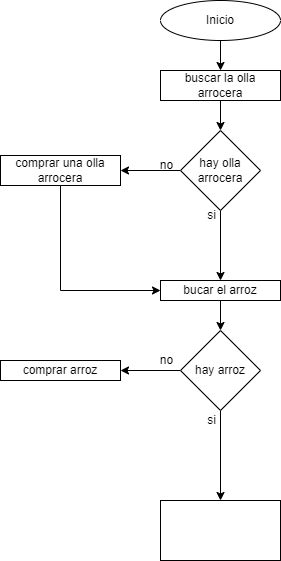 Inicio
buscar la olla
arrocera
comprar una olla
arrocera
no
hay olla
arrocera
si
bucar el arroz
comprar arroz
no
hay arroz
si